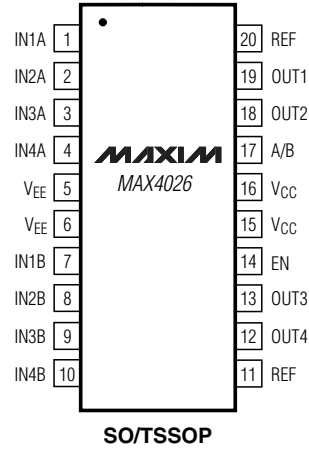 IN1A 1 20 REF
IN2A 2 19 OUT1
IN3A 3 18 OUT2
IN4A 4 MAXIM 17 A/B
VEE 5 MAX4026 16 VCC
VEE 6 15 VCC
IN1B 7 14 EN
IN2B 8 13 OUT3
IN3B 9 12 OUT4
IN4B 10 11 REF
SO/TSSOP